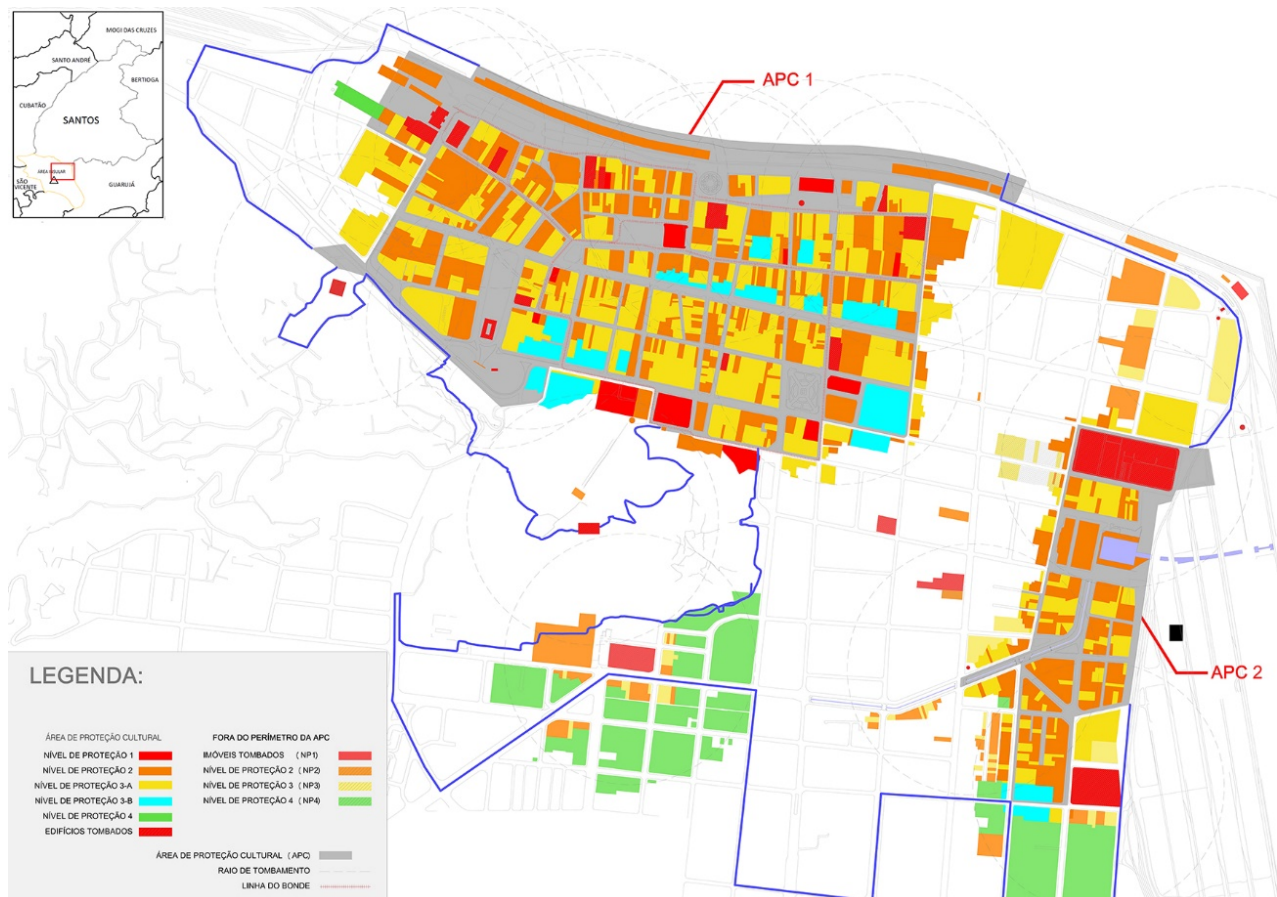 MOGI DAS CRUZES
SANTO ANDRÉ
BERTIOGA
CUBATÃO
SANTOS
ÁREA INSULAR
SÃO
VICENTE
GUARUJÁ
APC 1
APC 2
LEGENDA:
ÁREA DE PROTEÇÃO CULTURAL
NÍVEL DE PROTEÇÃO 1
NÍVEL DE PROTEÇÃO 2
NÍVEL DE PROTEÇÃO 3-A
NÍVEL DE PROTEÇÃO 3-B
NÍVEL DE PROTEÇÃO 4
EDIFÍCIOS TOMBADOS
FORA DO PERÍMETRO DA APC
IMÓVEIS TOMBADOS ( NP1)
NÍVEL DE PROTEÇÃO 2 ( NP2)
NÍVEL DE PROTEÇÃO 3 ( NP3)
NÍVEL DE PROTEÇÃO 4 ( NP4)
ÁREA DE PROTEÇÃO CULTURAL ( APC)
RAIO DE TOMBAMENTO
LINHA DO BONDE